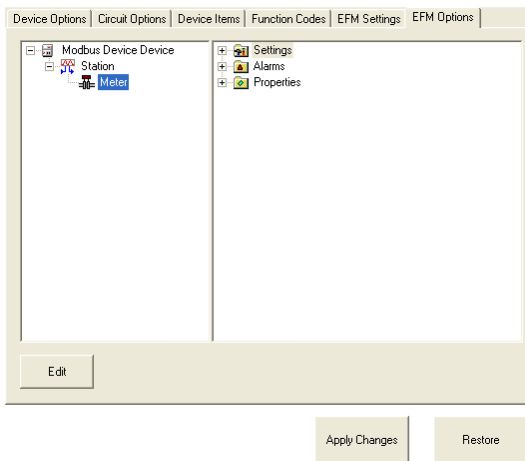 Device Options Circuit Options Device Items Function Codes EFM Settings EFM Options
Modbus Device Device
Station
Meter
Settings
Alarms
Properties
Edit
Apply Changes Restore